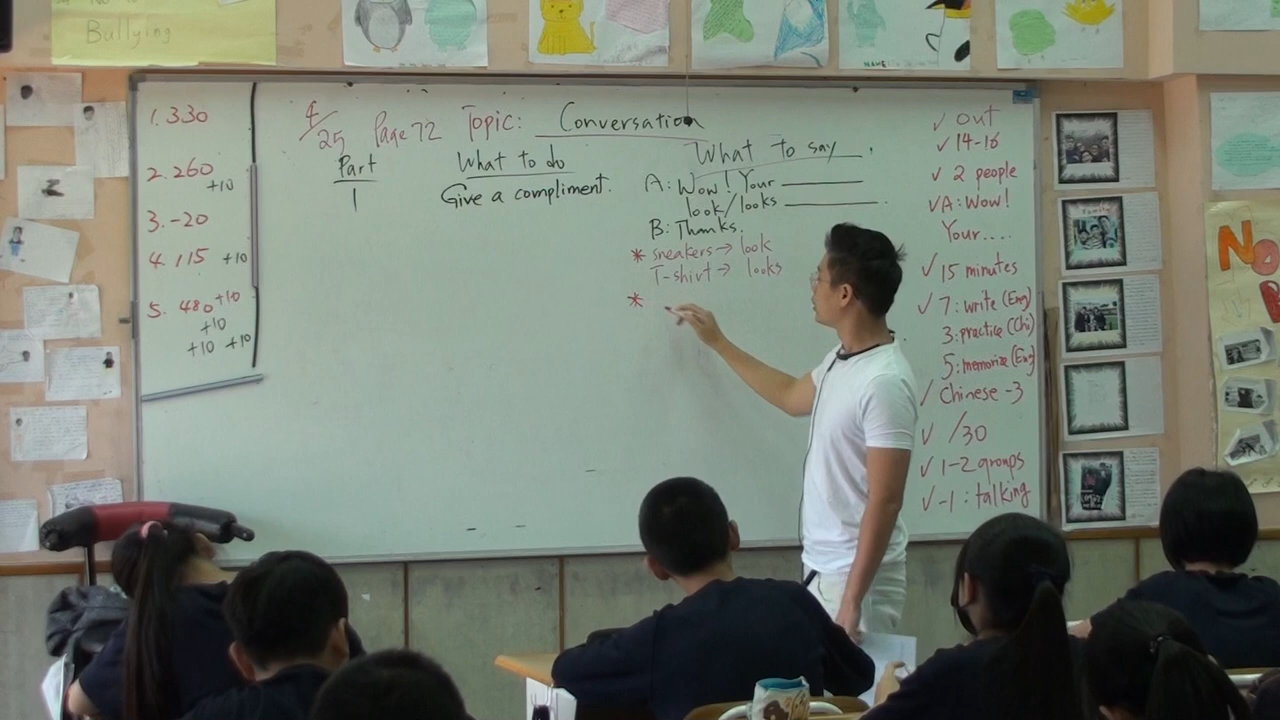 Bullying
1. 330
2. 260
+10
3. -20
4. 115 +10
5. 480 +10
+10
+10 +10
4/25 Page 72 Topic: Conversation
Part What to do What to say
1 Give a compliment.
A: Wow! Your
look/looks
B: Thanks.
* sneakers → look
T-shirt → looks
*
✓ out
✓ 14-16
✓ 2 people
✓ A: Wow!
Your....
✓ 15 minutes
✓ 7: write (Eng)
3: practice (Chi)
5: memorize (Eng)
✓ Chinese -3
✓ /30
✓ 1-2 groups
✓ -1: talking
Family
No